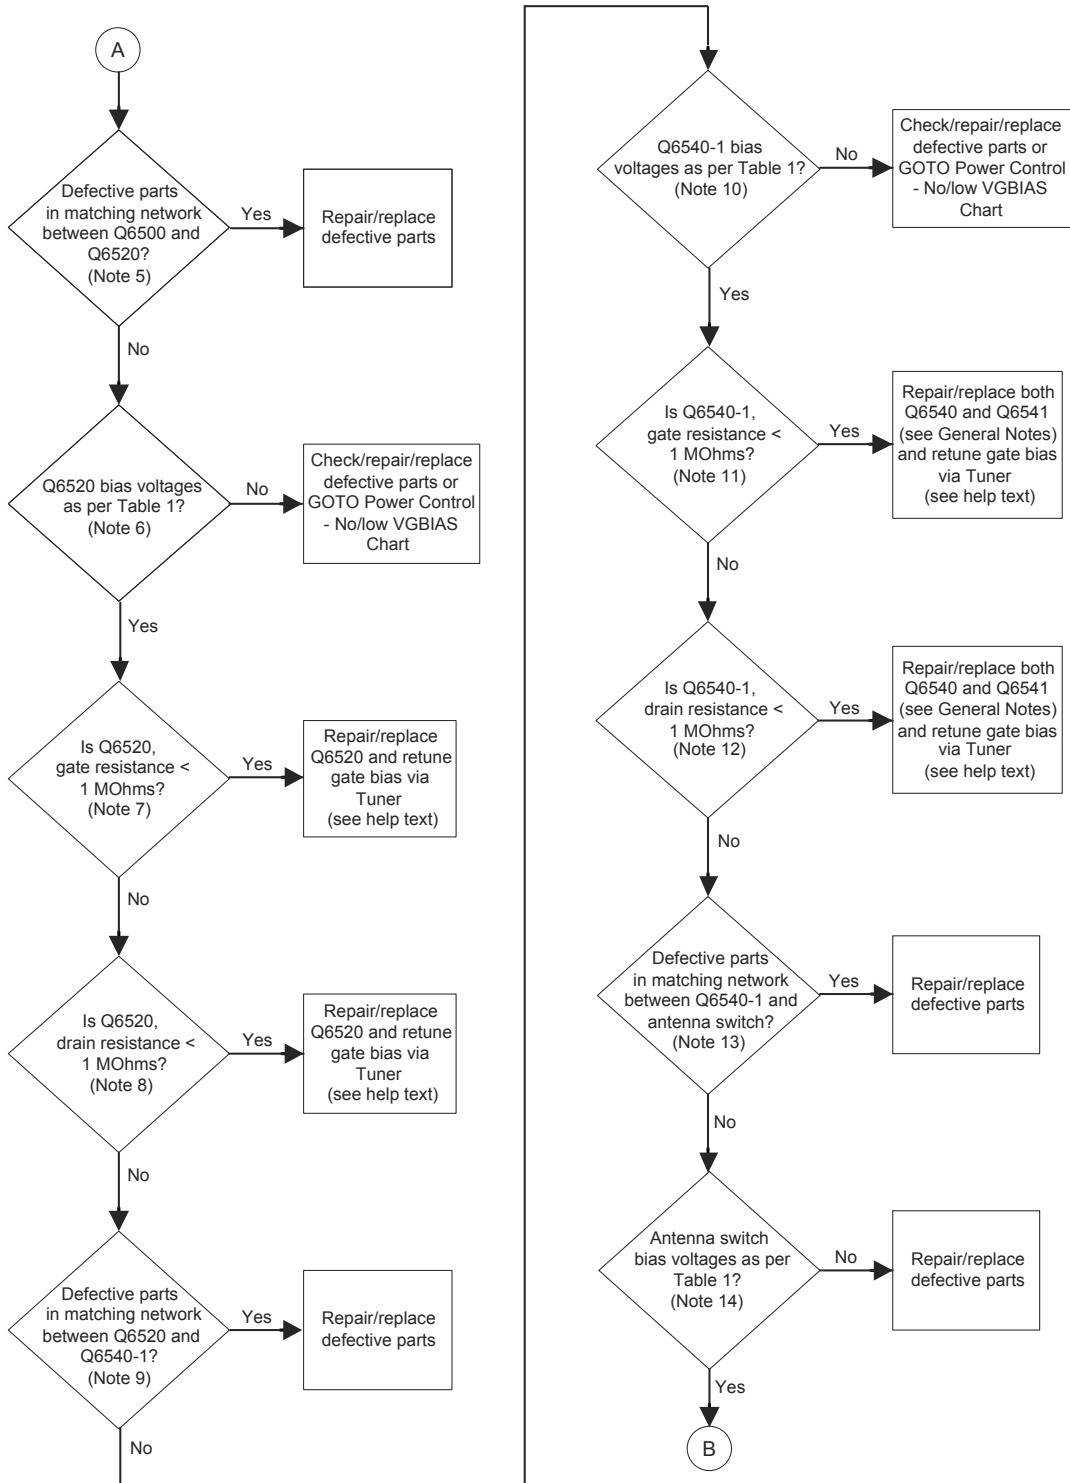 A
Defective parts
in matching network
between Q6500 and
Q6520?
(Note 5)
Yes
Repair/replace
defective parts
No
Q6520 bias voltages
as per Table 1?
(Note 6)
No
Check/repair/replace
defective parts or
GOTO Power Control
- No/low VGBIAS
Chart
Yes
Is Q6520,
gate resistance <
1 MOhms?
(Note 7)
Yes
Repair/replace
Q6520 and retune
gate bias via
Tuner
(see help text)
No
Is Q6520,
drain resistance <
1 MOhms?
(Note 8)
Yes
Repair/replace
Q6520 and retune
gate bias via
Tuner
(see help text)
No
Defective parts
in matching network
between Q6520 and
Q6540-1?
(Note 9)
Yes
Repair/replace
defective parts
No
Q6540-1 bias
voltages as per Table 1?
(Note 10)
No
Check/repair/replace
defective parts or
GOTO Power Control
- No/low VGBIAS
Chart
Yes
Is Q6540-1,
gate resistance <
1 MOhms?
(Note 11)
Yes
Repair/replace both
Q6540 and Q6541
(see General Notes)
and retune gate bias
via Tuner
(see help text)
No
Is Q6540-1,
drain resistance <
1 MOhms?
(Note 12)
Yes
Repair/replace both
Q6540 and Q6541
(see General Notes)
and retune gate bias
via Tuner
(see help text)
No
Defective parts
in matching network
between Q6540-1 and
antenna switch?
(Note 13)
Yes
Repair/replace
defective parts
No
Antenna switch
bias voltages as per
Table 1?
(Note 14)
No
Repair/replace
defective parts
Yes
B